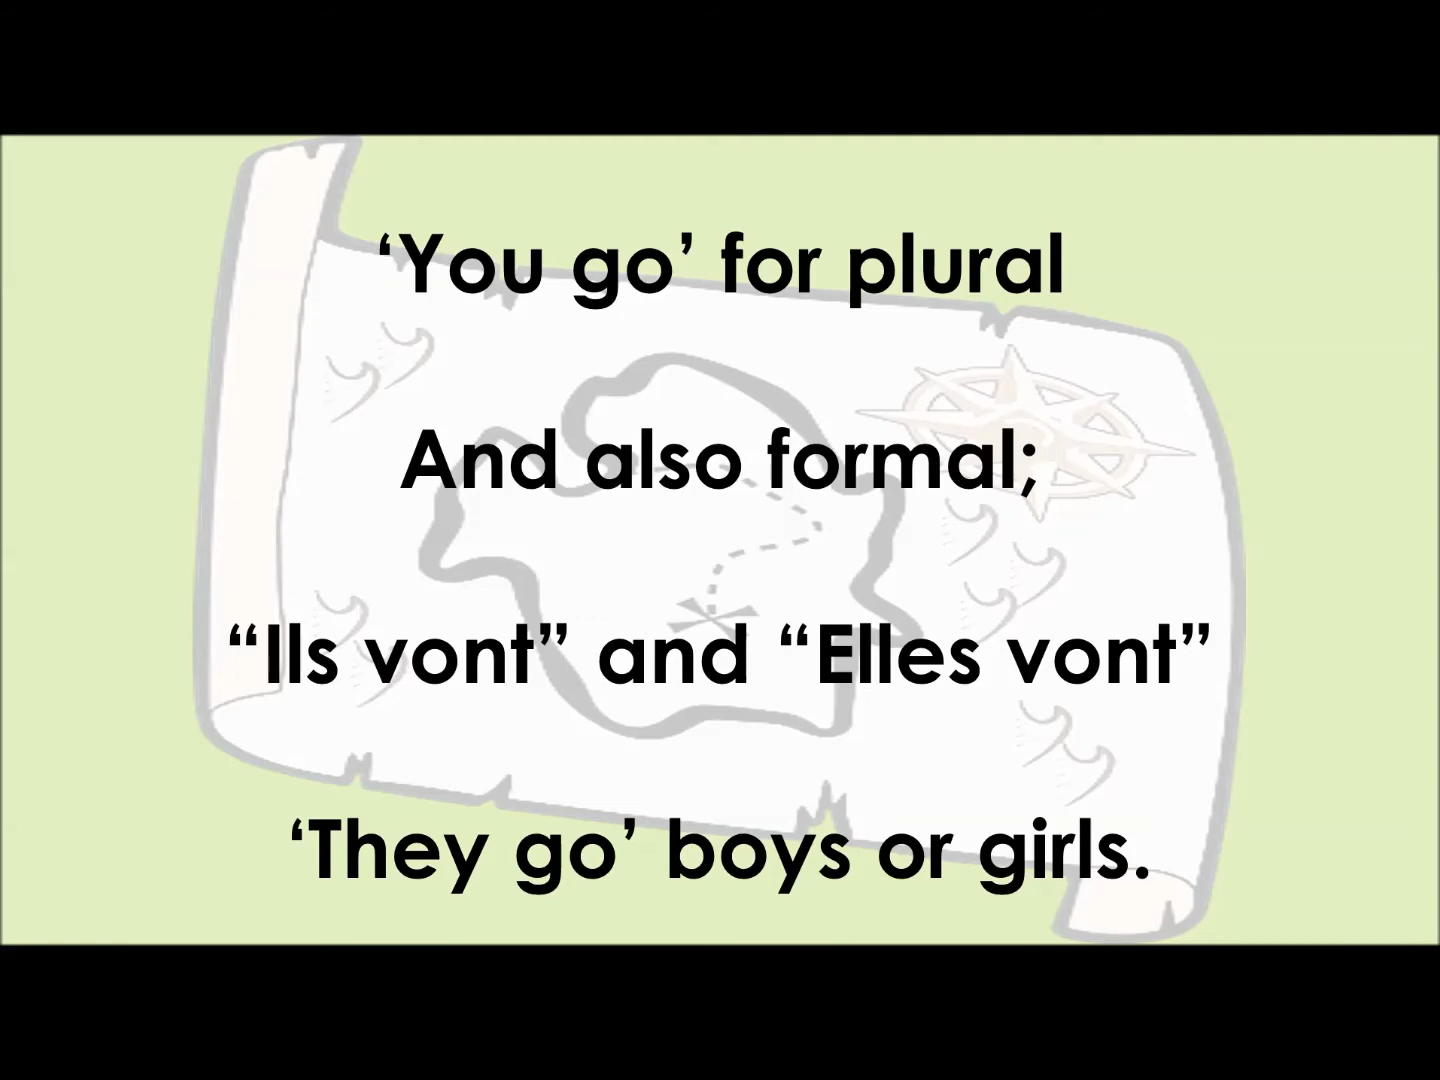 ‘You go’ for plural
And also formal;
“Ils vont” and “Elles vont”
‘They go’ boys or girls.